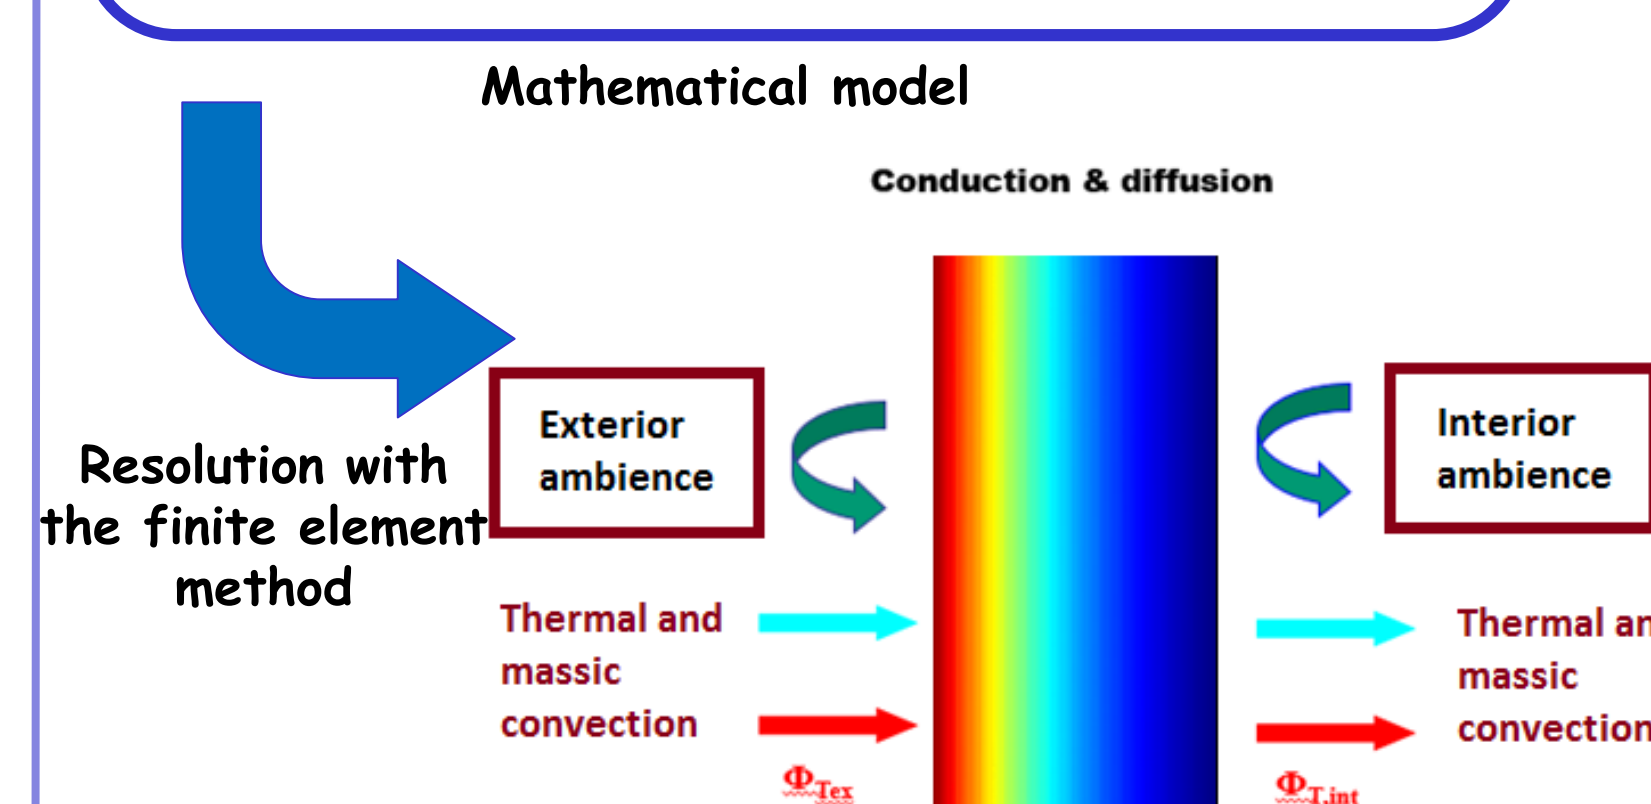 Mathematical model
Conduction & diffusion
Exterior
ambience
Interior
ambience
Resolution with
the finite element
method
Thermal and
massic
convection
Thermal an
massic
convection
ΦTex
ΦT,int